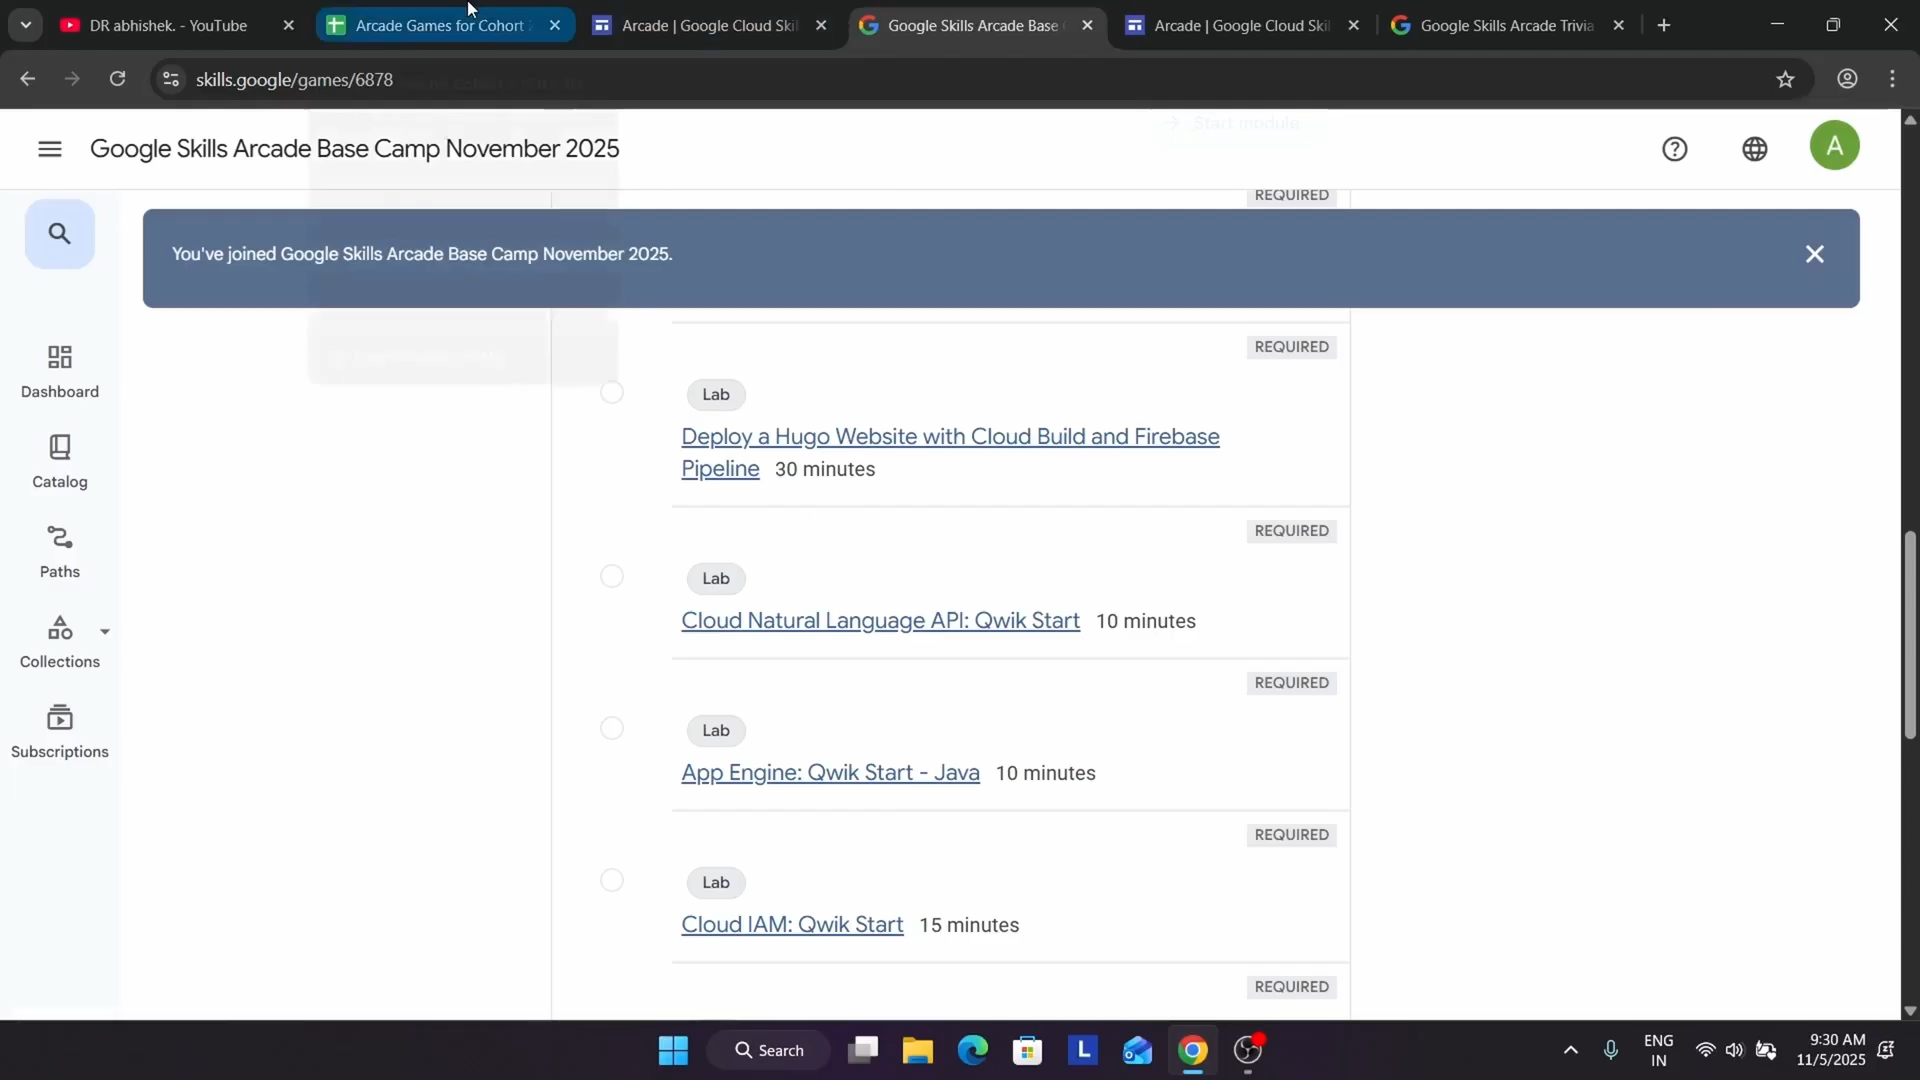 DR abhishek. - YouTube
Arcade Games for Cohort
Arcade | Google Cloud Skil
Google Skills Arcade Base
Arcade | Google Cloud Skil
Google Skills Arcade Trivia
skills.google/games/6878
Start module
Google Skills Arcade Base Camp November 2025
A
REQUIRED
You've joined Google Skills Arcade Base Camp November 2025.
REQUIRED
Dashboard
Lab
Deploy a Hugo Website with Cloud Build and Firebase
Pipeline 30 minutes
Catalog
REQUIRED
Paths
Lab
Cloud Natural Language API: Qwik Start 10 minutes
Collections
REQUIRED
Lab
Subscriptions
App Engine: Qwik Start - Java 10 minutes
REQUIRED
Lab
Cloud IAM: Qwik Start 15 minutes
REQUIRED
Search
L
ENG
IN
9:30 AM
11/5/2025